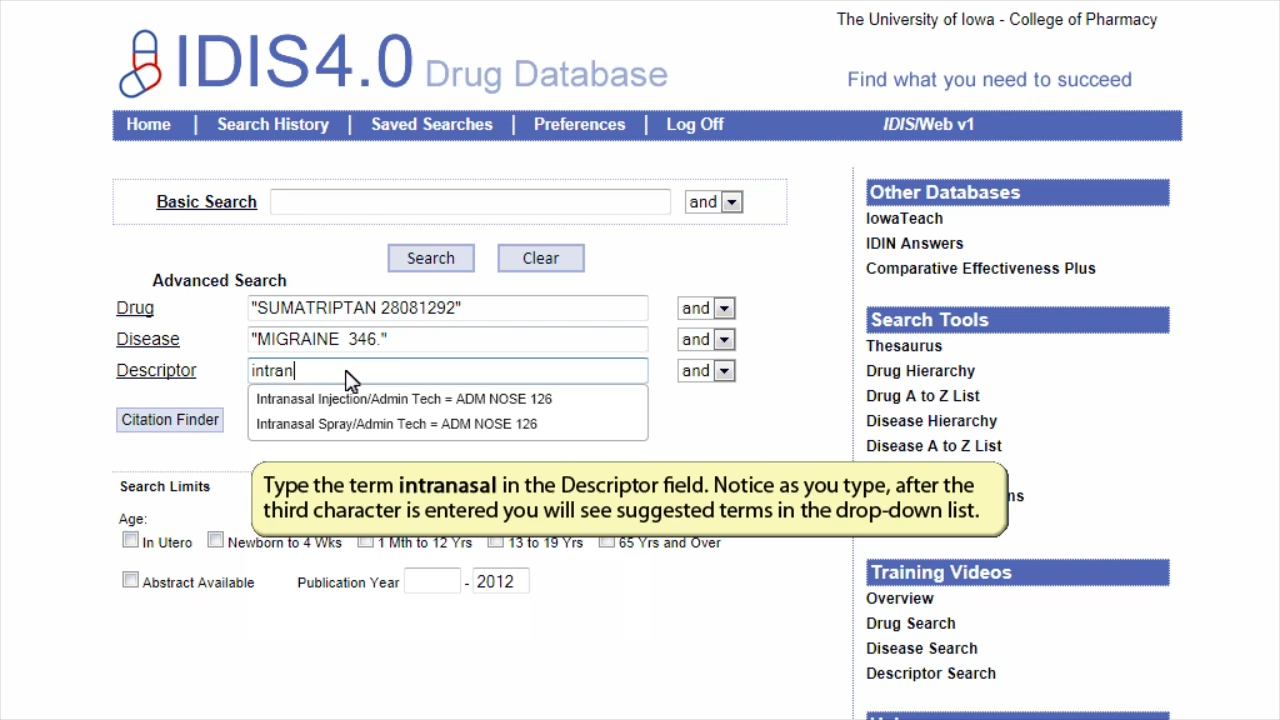 The University of Iowa - College of Pharmacy
IDIS4.0 Drug Database
Find what you need to succeed
Home | Search History | Saved Searches | Preferences | Log Off
IDIS/Web v1
Basic Search
and
Search
Clear
Advanced Search
Drug
"SUMATRIPTAN 28081292"
and
Disease
"MIGRAINE  346."
and
Descriptor
intran
and
Intranasal Injection/Admin Tech = ADM NOSE 126
Intranasal Spray/Admin Tech = ADM NOSE 126
Citation Finder
Type the term intranasal in the Descriptor field. Notice as you type, after the
third character is entered you will see suggested terms in the drop-down list.
Search Limits
Age:
In Utero
Newborn to 4 Wks
1 Mth to 12 Yrs
13 to 19 Yrs
65 Yrs and Over
Abstract Available
Publication Year
- 2012
Other Databases
IowaTeach
IDIN Answers
Comparative Effectiveness Plus
Search Tools
Thesaurus
Drug Hierarchy
Drug A to Z List
Disease Hierarchy
Disease A to Z List
Training Videos
Overview
Drug Search
Disease Search
Descriptor Search